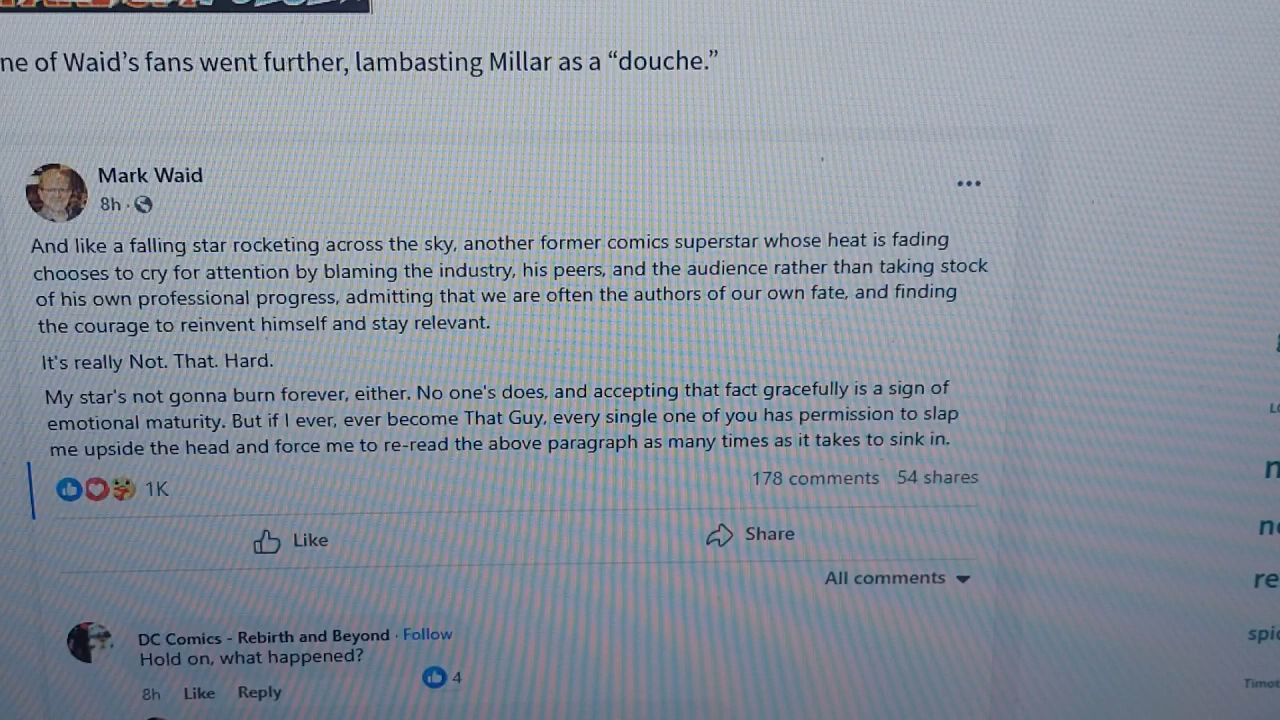 ne of Waid's fans went further, lambasting Millar as a “douche.”
Mark Waid
8h ·
And like a falling star rocketing across the sky, another former comics superstar whose heat is fading
chooses to cry for attention by blaming the industry, his peers, and the audience rather than taking stock
of his own professional progress, admitting that we are often the authors of our own fate, and finding
the courage to reinvent himself and stay relevant.
It's really Not. That. Hard.
My star's not gonna burn forever, either. No one's does, and accepting that fact gracefully is a sign of
emotional maturity. But if I ever, ever become That Guy, every single one of you has permission to slap
me upside the head and force me to re-read the above paragraph as many times as it takes to sink in.
1K
178 comments 54 shares
Like
Share
All comments
DC Comics - Rebirth and Beyond · Follow
Hold on, what happened?
4
8h Like Reply
re
spic
Timot